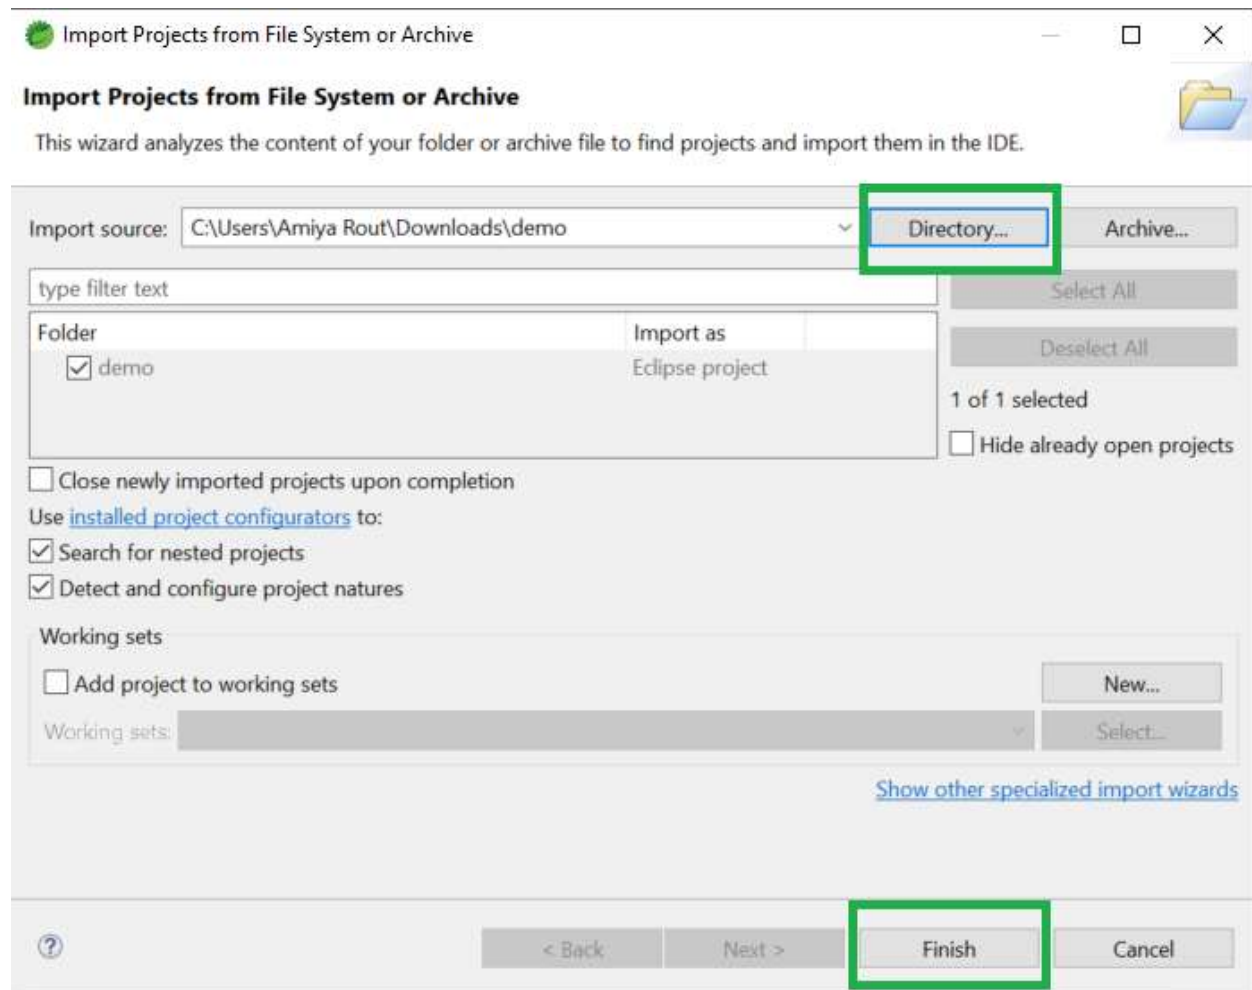 Import Projects from File System or Archive
Import Projects from File System or Archive
This wizard analyzes the content of your folder or archive file to find projects and import them in the IDE.
Import source: C:\Users\Amiya Rout\Downloads\demo Directory... Archive...
type filter text Select All
Folder Import as
Deselect All
demo Eclipse project
1 of 1 selected
Hide already open projects
Close newly imported projects upon completion
Use installed project configurators to:
Search for nested projects
Detect and configure project natures
Working sets
Add project to working sets New...
Working sets: Select...
Show other specialized import wizards
? < Back Next > Finish Cancel